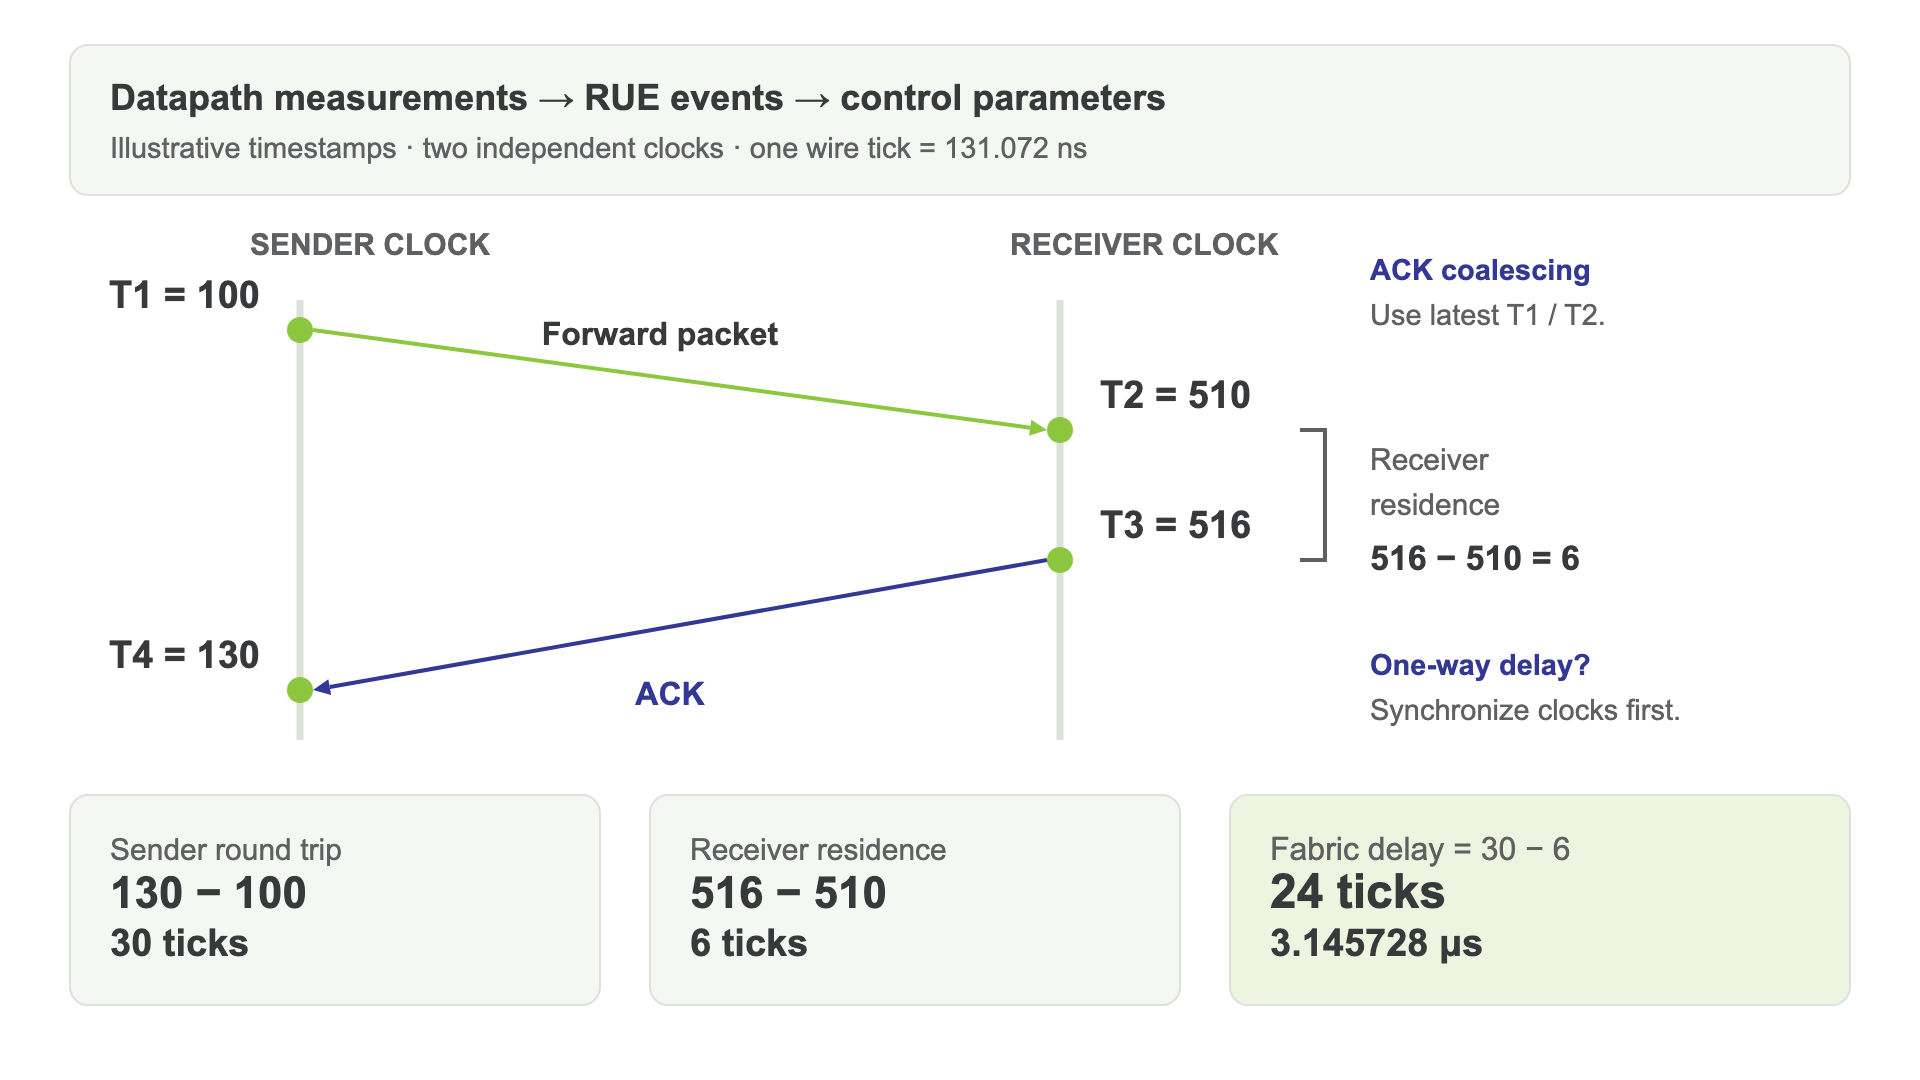 Datapath measurements → RUE events → control parameters
Illustrative timestamps · two independent clocks · one wire tick = 131.072 ns
SENDER CLOCK
RECEIVER CLOCK
T1 = 100
Forward packet
ACK coalescing
Use latest T1 / T2.
T2 = 510
Receiver
residence
516 − 510 = 6
T3 = 516
T4 = 130
ACK
One-way delay?
Synchronize clocks first.
Sender round trip
130 − 100
30 ticks
Receiver residence
516 − 510
6 ticks
Fabric delay = 30 − 6
24 ticks
3.145728 µs